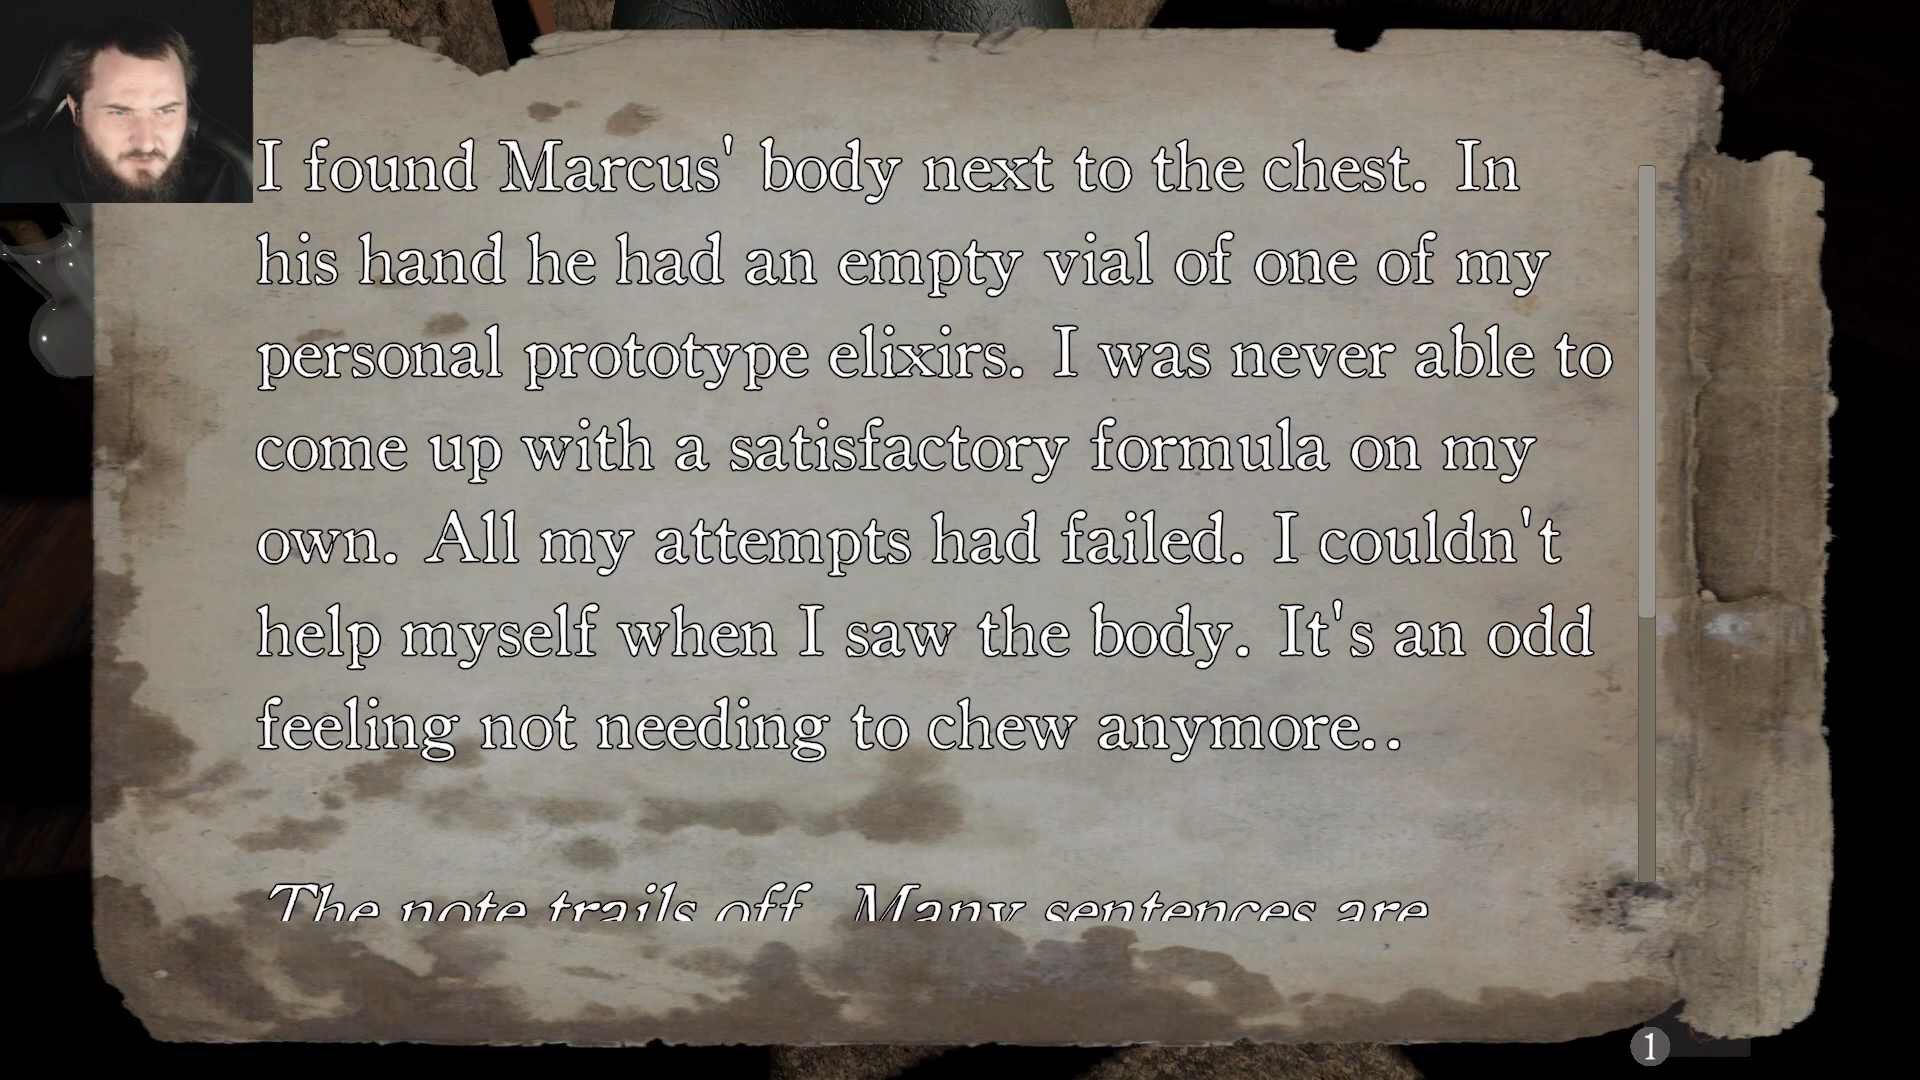 I found Marcus' body next to the chest. In
his hand he had an empty vial of one of my
personal prototype elixirs. I was never able to
come up with a satisfactory formula on my
own. All my attempts had failed. I couldn't
help myself when I saw the body. It's an odd
feeling not needing to chew anymore..
The note trails off. Many sentences are
1